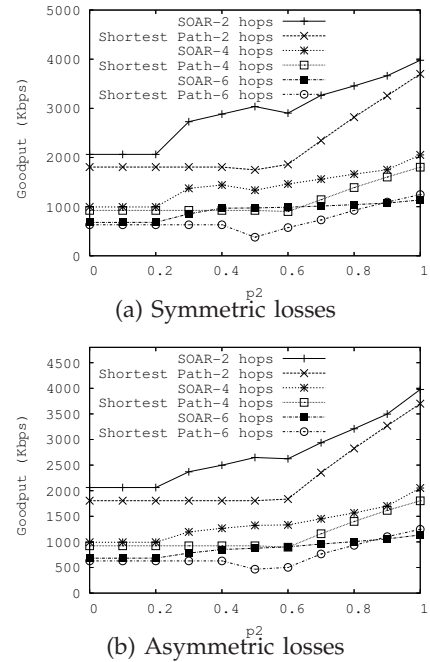 5000
4000
3000
2000
1000
0
Goodput (Kbps)
SOAR-2 hops
Shortest Path-2 hops
SOAR-4 hops
Shortest Path-4 hops
SOAR-6 hops
Shortest Path-6 hops
0 0.2 0.4 0.6 0.8 1
p2
(a) Symmetric losses
4500
4000
3500
3000
2500
2000
1500
1000
500
0
Goodput (Kbps)
SOAR-2 hops
Shortest Path-2 hops
SOAR-4 hops
Shortest Path-4 hops
SOAR-6 hops
Shortest Path-6 hops
0 0.2 0.4 0.6 0.8 1
p2
(b) Asymmetric losses